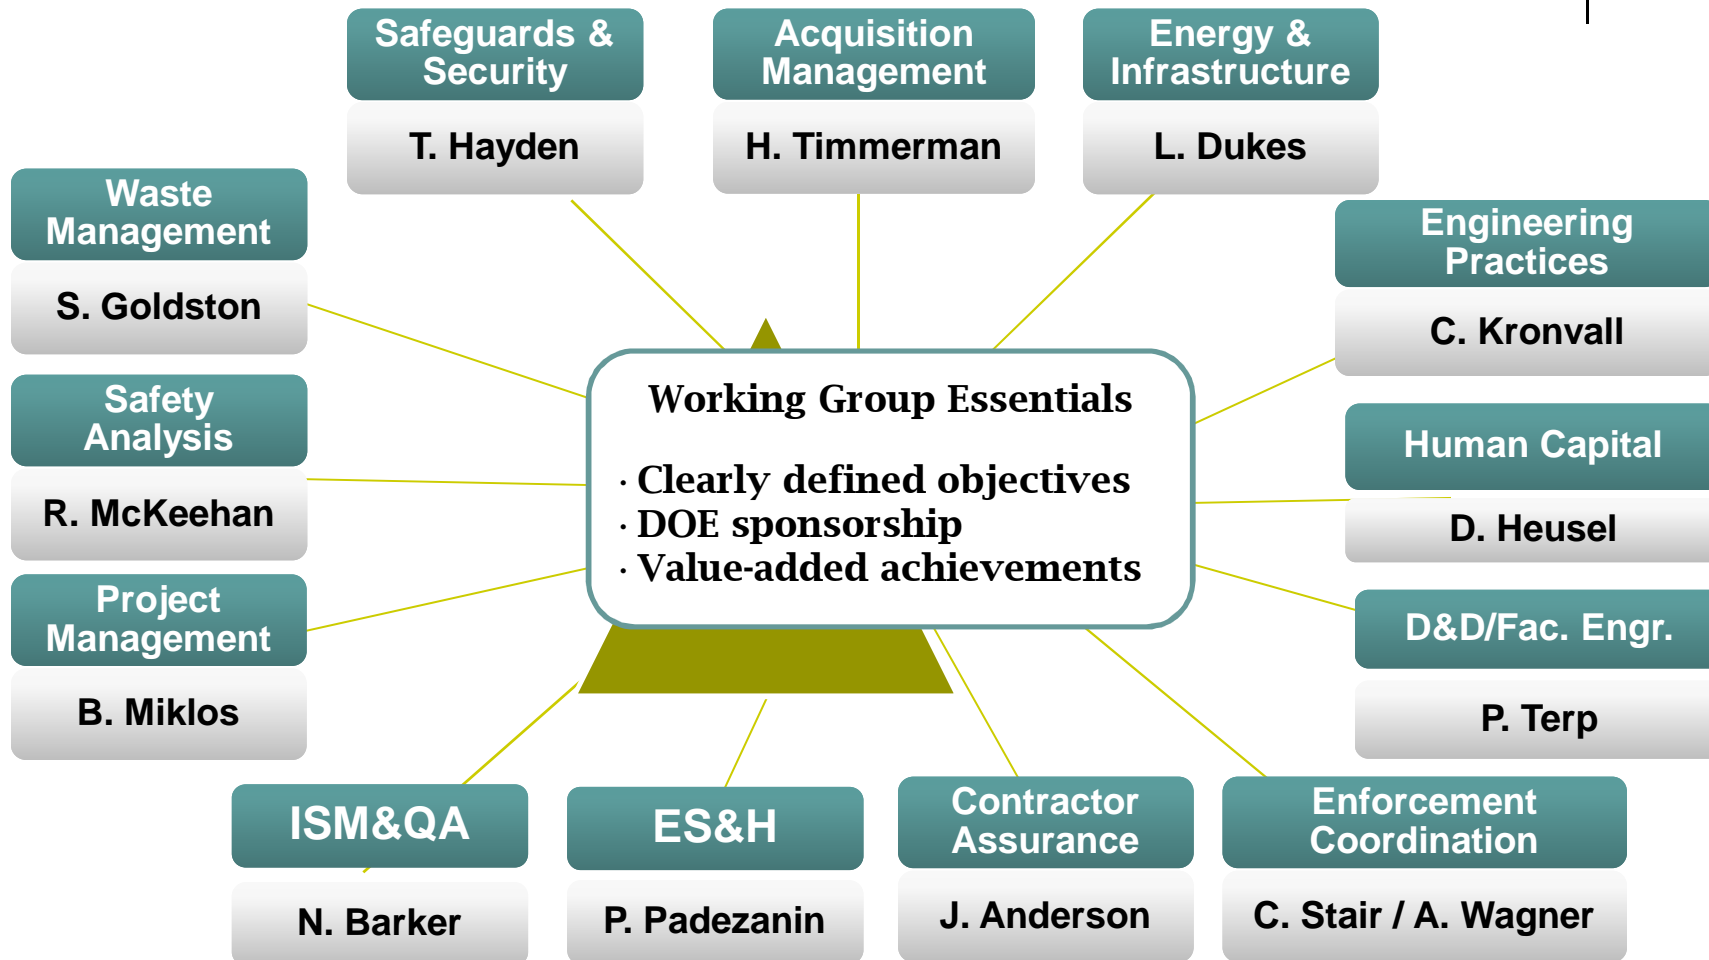 Safeguards &
Security
T. Hayden
Acquisition
Management
H. Timmerman
Energy &
Infrastructure
L. Dukes
Waste
Management
S. Goldston
Engineering
Practices
C. Kronvall
Safety
Analysis
R. McKeehan
Working Group Essentials
· Clearly defined objectives
· DOE sponsorship
· Value-added achievements
Human Capital
D. Heusel
Project
Management
B. Miklos
D&D/Fac. Engr.
P. Terp
ISM&QA
N. Barker
ES&H
P. Padezanin
Contractor
Assurance
J. Anderson
Enforcement
Coordination
C. Stair / A. Wagner